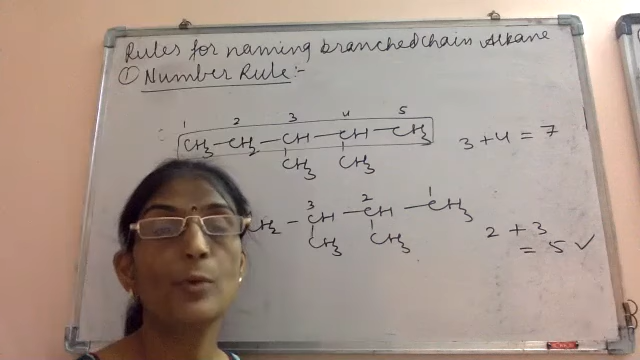 Rules for naming branched chain Alkane
① Number Rule:-
1 2 3 4 5
CH3 - CH2 - CH - CH - CH3 3+4 = 7
CH3 CH3
3 2 1
CH2 - CH - CH - CH3 2 + 3
CH3 CH3 = 5 ✓